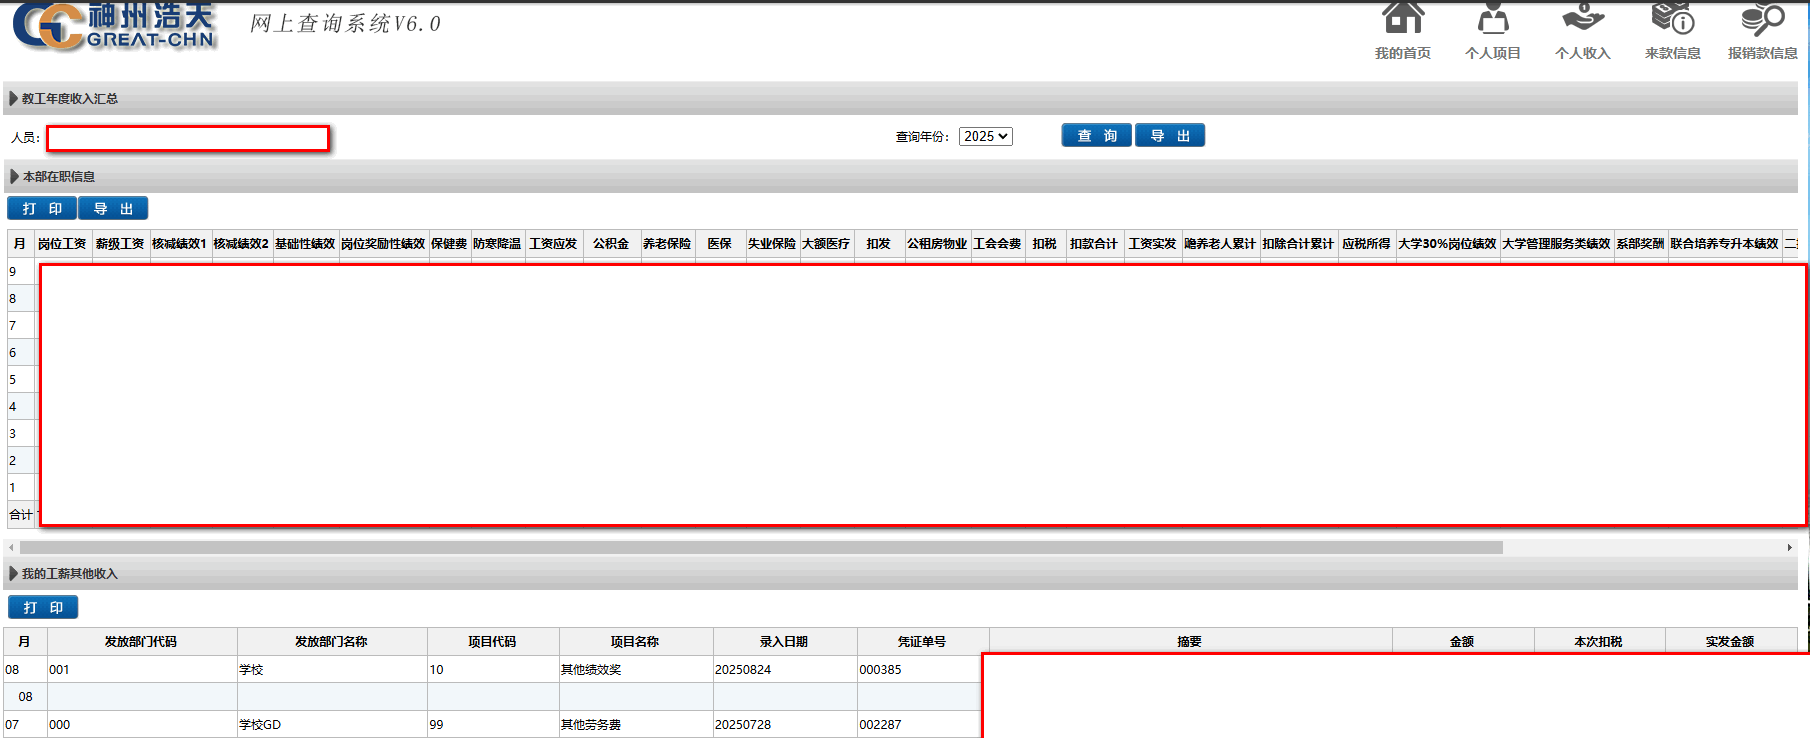 神州浩天
GREAT-CHN
网上查询系统V6.0
我的首页 个人项目 个人收入 来款信息 报销款信息
教工年度收入汇总
人员： 查询年份： 2025 查 询 导 出
本部在职信息
打 印 导 出
月 岗位工资 薪级工资 核减绩效1 核减绩效2 基础性绩效 岗位奖励性绩效 保健费 防寒降温 工资应发 公积金 养老保险 医保 失业保险 大额医疗 扣发 公租房物业 工会会费 扣税 扣款合计 工资实发 赡养老人累计 扣除合计累计 应税所得 大学30%岗位绩效 大学管理服务类绩效 系部奖酬 联合培养专升本绩效 二
9
8
7
6
5
4
3
2
1
合计
我的工薪其他收入
打 印
月 发放部门代码 发放部门名称 项目代码 项目名称 录入日期 凭证单号 摘要 金额 本次扣税 实发金额
08 001 学校 10 其他绩效奖 20250824 000385
08
07 000 学校GD 99 其他劳务费 20250728 002287